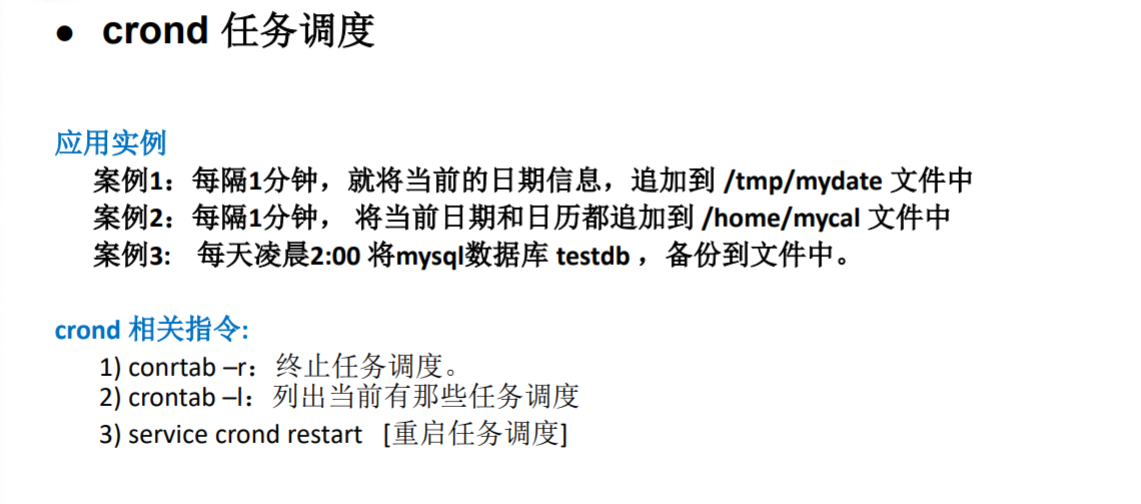 ● crond 任务调度
应用实例
案例1：每隔1分钟，就将当前的日期信息，追加到 /tmp/mydate 文件中
案例2：每隔1分钟， 将当前日期和日历都追加到 /home/mycal 文件中
案例3: 每天凌晨2:00 将mysql数据库 testdb ，备份到文件中。
crond 相关指令:
1) conrtab –r：终止任务调度。
2) crontab –l：列出当前有那些任务调度
3) service crond restart [重启任务调度]